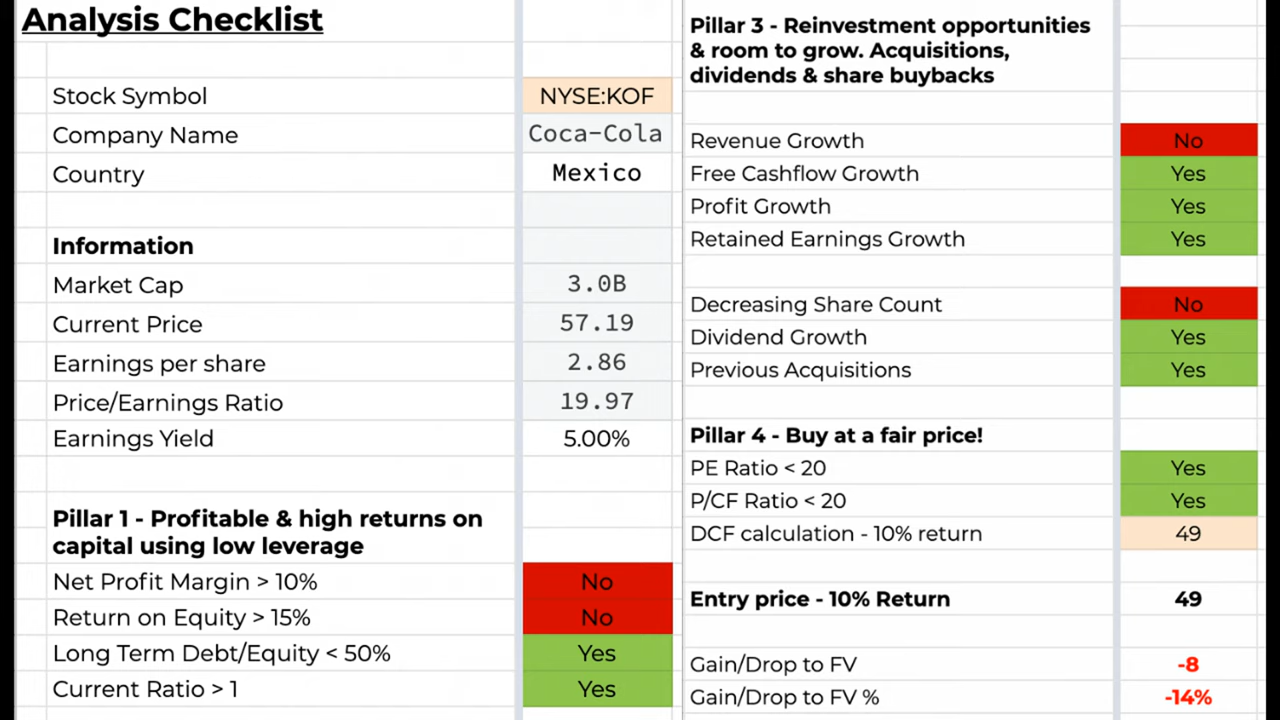 Analysis Checklist
Stock Symbol NYSE:KOF
Company Name Coca-Cola
Country Mexico
Information
Market Cap 3.0B
Current Price 57.19
Earnings per share 2.86
Price/Earnings Ratio 19.97
Earnings Yield 5.00%
Pillar 1 - Profitable & high returns on
capital using low leverage
Net Profit Margin > 10% No
Return on Equity > 15% No
Long Term Debt/Equity < 50% Yes
Current Ratio > 1 Yes
Pillar 3 - Reinvestment opportunities
& room to grow. Acquisitions,
dividends & share buybacks
Revenue Growth No
Free Cashflow Growth Yes
Profit Growth Yes
Retained Earnings Growth Yes
Decreasing Share Count No
Dividend Growth Yes
Previous Acquisitions Yes
Pillar 4 - Buy at a fair price!
PE Ratio < 20 Yes
P/CF Ratio < 20 Yes
DCF calculation - 10% return 49
Entry price - 10% Return 49
Gain/Drop to FV -8
Gain/Drop to FV % -14%